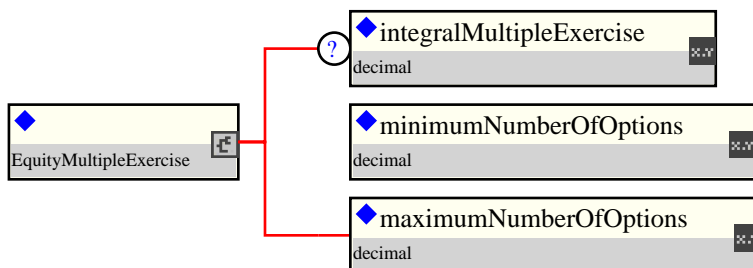 ?
integralMultipleExercise
x.y
decimal
EquityMultipleExercise
minimumNumberOfOptions
x.y
decimal
maximumNumberOfOptions
decimal